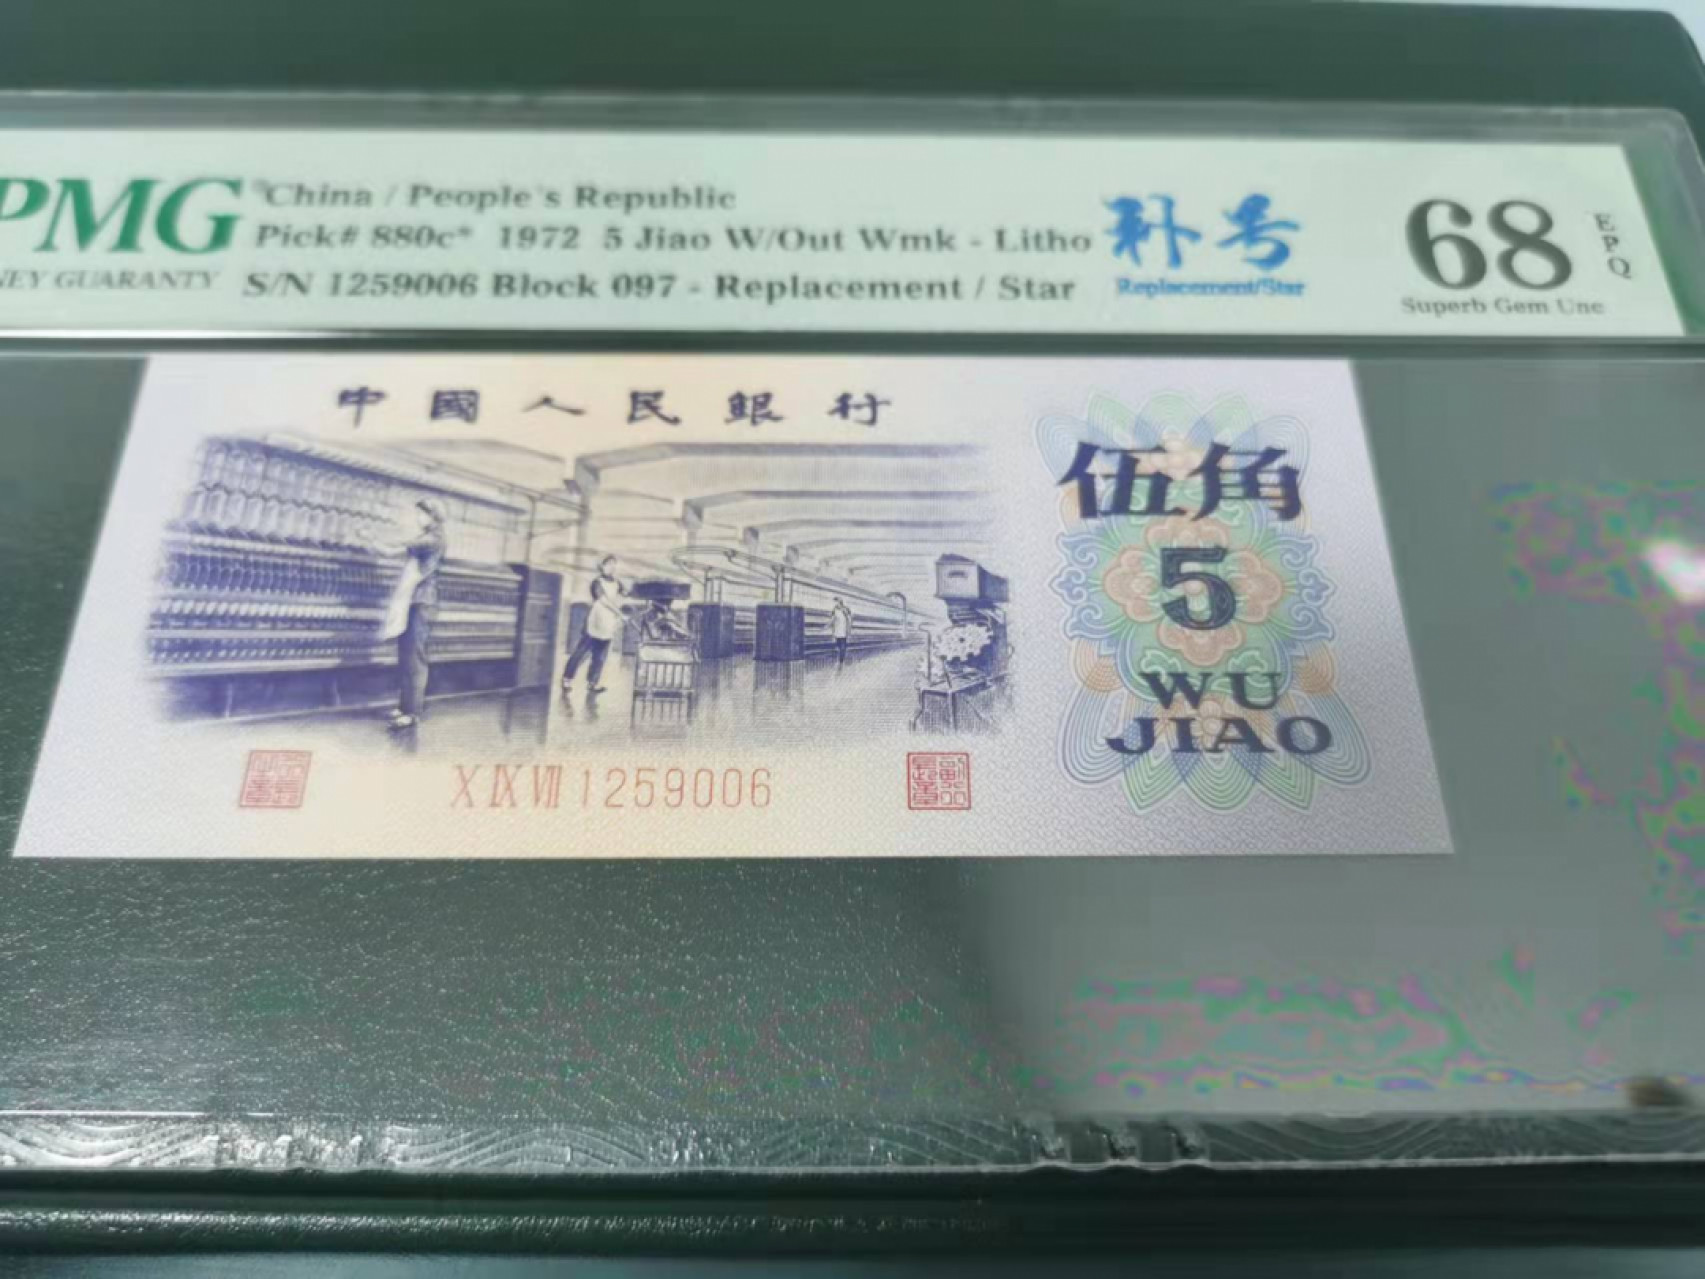 PMG
NEY GUARANTY
China / People's Republic
Pick# 880c* 1972 5 Jiao W/Out Wmk - Litho
S/N 1259006 Block 097 - Replacement / Star
补号
Replacement/Star
68
EPQ
Superb Gem Unc
中國人民銀行
伍角
5
WU
JIAO
X IX VII 1259006